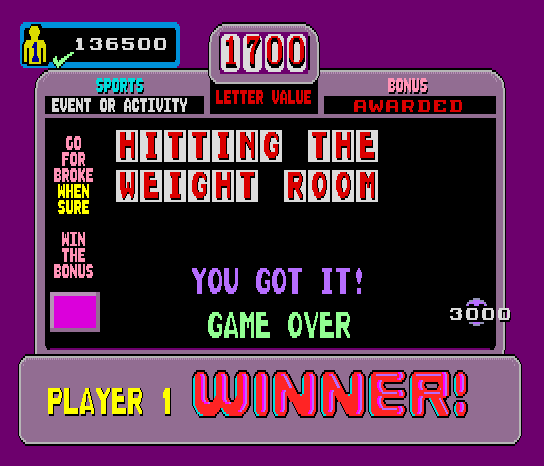 136500
1700
SPORTS
EVENT OR ACTIVITY
LETTER VALUE
BONUS
AWARDED
GO
FOR
BROKE
WHEN
SURE
WIN
THE
BONUS
HITTING THE
WEIGHT ROOM
YOU GOT IT!
GAME OVER
3000
PLAYER 1 WINNER!